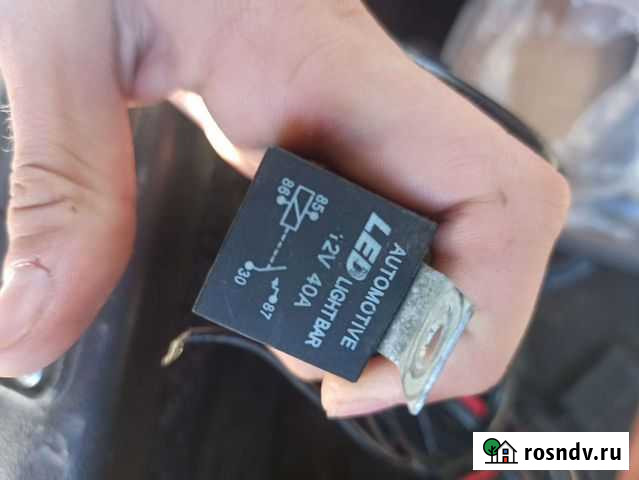 AUTOMOTIVE
LED LIGHT BAR
12V 40A
85
86
30
87
rosndv.ru